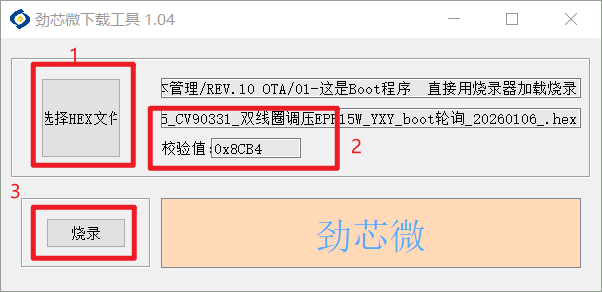 劲芯微下载工具 1.04
1
选择HEX文件
本管理/REV.10 OTA/01-这是Boot程序 直接用烧录器加载烧录
5_CV90331_双线圈调压EPP15W_YXY_boot轮询_20260106_.hex
校验值:0x8CB4
2
3
烧录
劲芯微